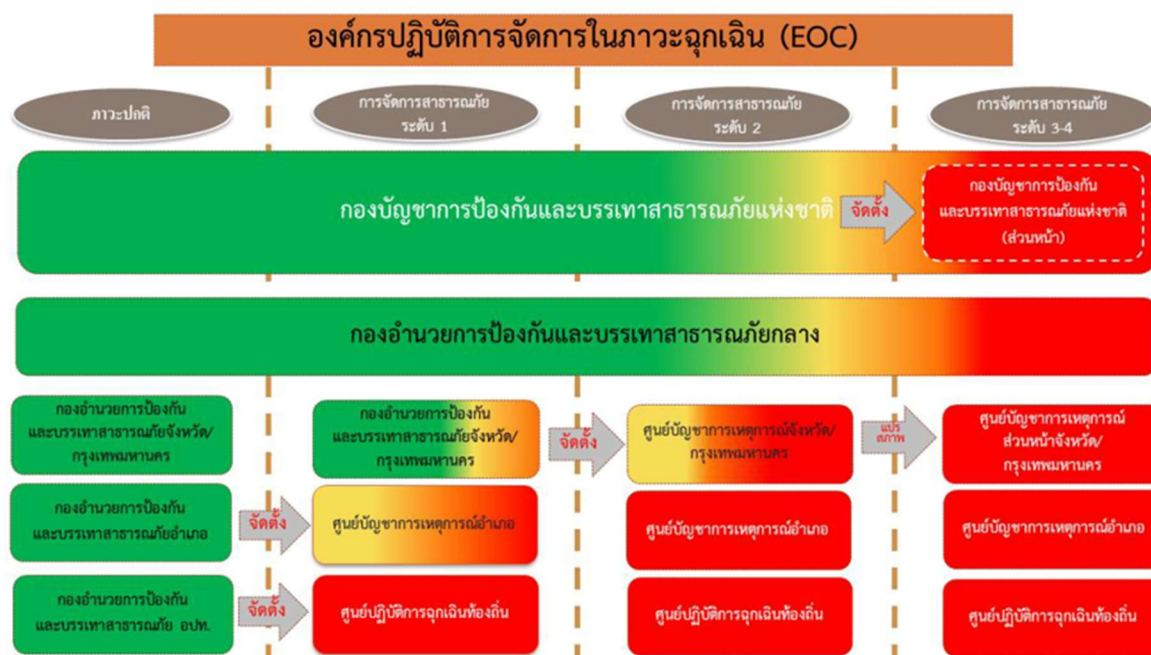 องค์กรปฏิบัติการจัดการในภาวะฉุกเฉิน (EOC)
ภาวะปกติ
การจัดการสาธารณภัย
ระดับ 1
การจัดการสาธารณภัย
ระดับ 2
การจัดการสาธารณภัย
ระดับ 3-4
กองบัญชาการป้องกันและบรรเทาสาธารณภัยแห่งชาติ
จัดตั้ง
กองบัญชาการป้องกัน
และบรรเทาสาธารณภัยแห่งชาติ
(ส่วนหน้า)
กองอำนวยการป้องกันและบรรเทาสาธารณภัยกลาง
กองอำนวยการป้องกัน
และบรรเทาสาธารณภัยจังหวัด/
กรุงเทพมหานคร
กองอำนวยการป้องกัน
และบรรเทาสาธารณภัยจังหวัด/
กรุงเทพมหานคร
จัดตั้ง
ศูนย์บัญชาการเหตุการณ์จังหวัด/
กรุงเทพมหานคร
แปร
สภาพ
ศูนย์บัญชาการเหตุการณ์
ส่วนหน้าจังหวัด/
กรุงเทพมหานคร
กองอำนวยการป้องกัน
และบรรเทาสาธารณภัยอำเภอ
จัดตั้ง
ศูนย์บัญชาการเหตุการณ์อำเภอ
ศูนย์บัญชาการเหตุการณ์อำเภอ
ศูนย์บัญชาการเหตุการณ์อำเภอ
กองอำนวยการป้องกัน
และบรรเทาสาธารณภัย อปท.
จัดตั้ง
ศูนย์ปฏิบัติการฉุกเฉินท้องถิ่น
ศูนย์ปฏิบัติการฉุกเฉินท้องถิ่น
ศูนย์ปฏิบัติการฉุกเฉินท้องถิ่น